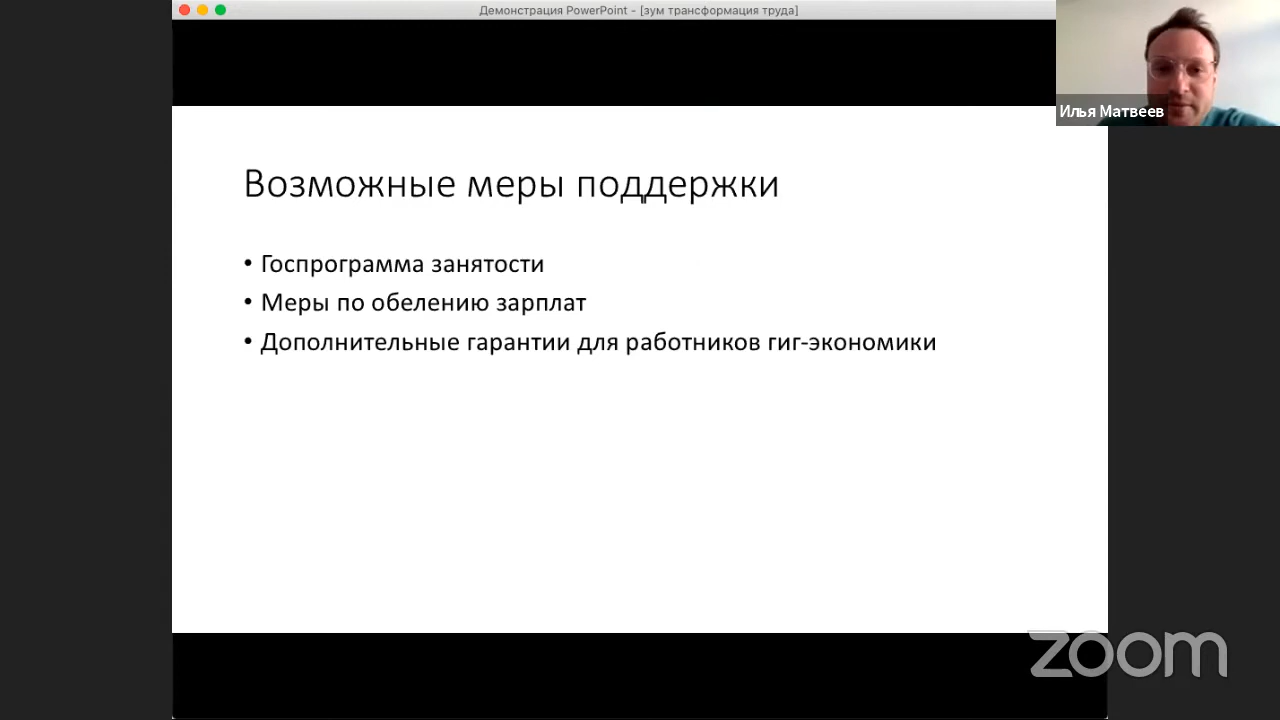 Демонстрация PowerPoint - [зум трансформация труда]
Илья Матвеев
Возможные меры поддержки
• Госпрограмма занятости
• Меры по обелению зарплат
• Дополнительные гарантии для работников гиг-экономики
zoom